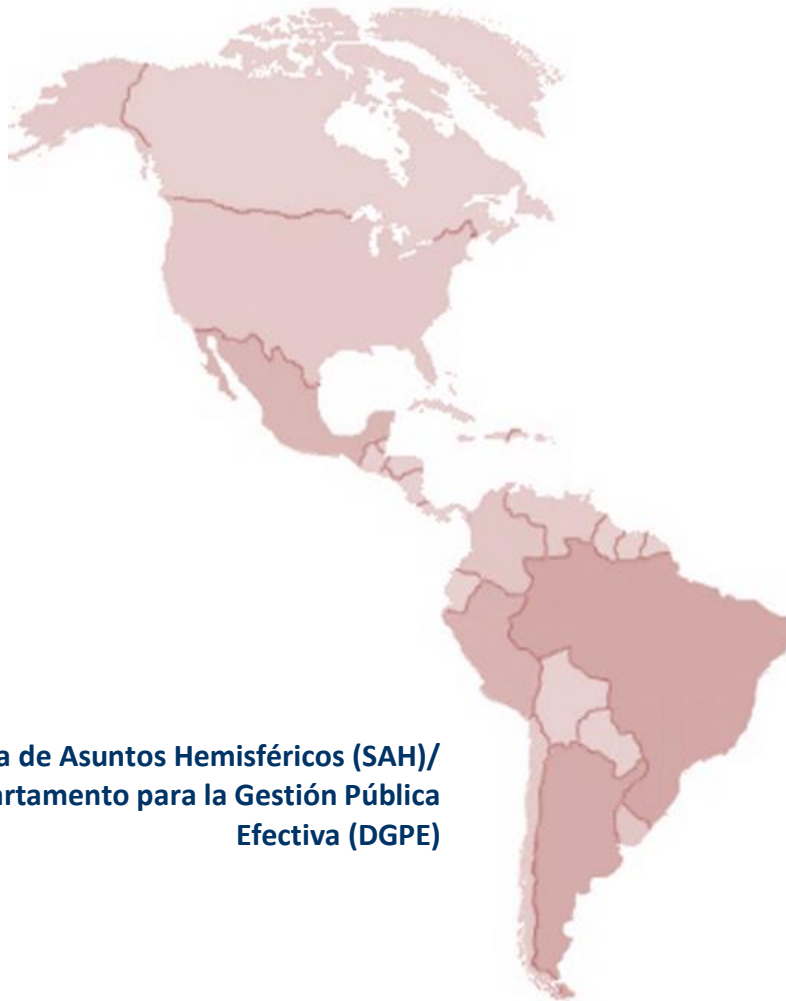 a de Asuntos Hemisféricos (SAH)/
artamento para la Gestión Pública
Efectiva (DGPE)